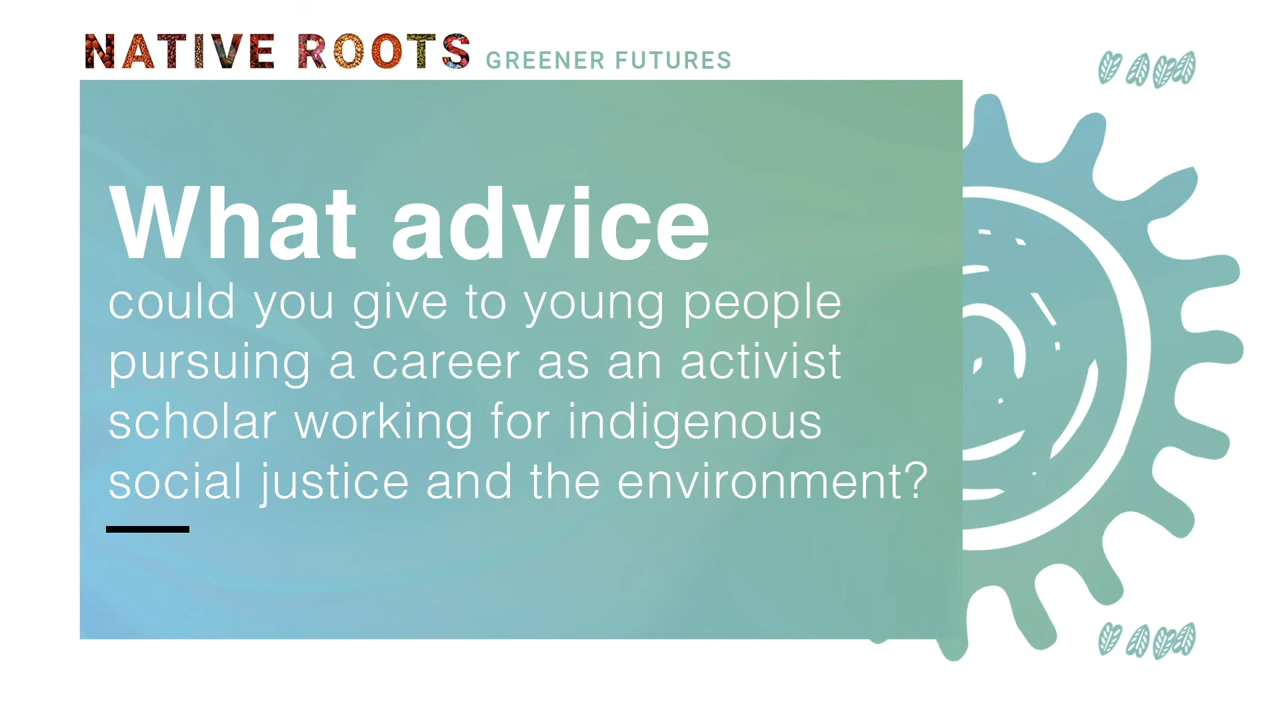 NATIVE ROOTS GREENER FUTURES
What advice
could you give to young people
pursuing a career as an activist
scholar working for indigenous
social justice and the environment?